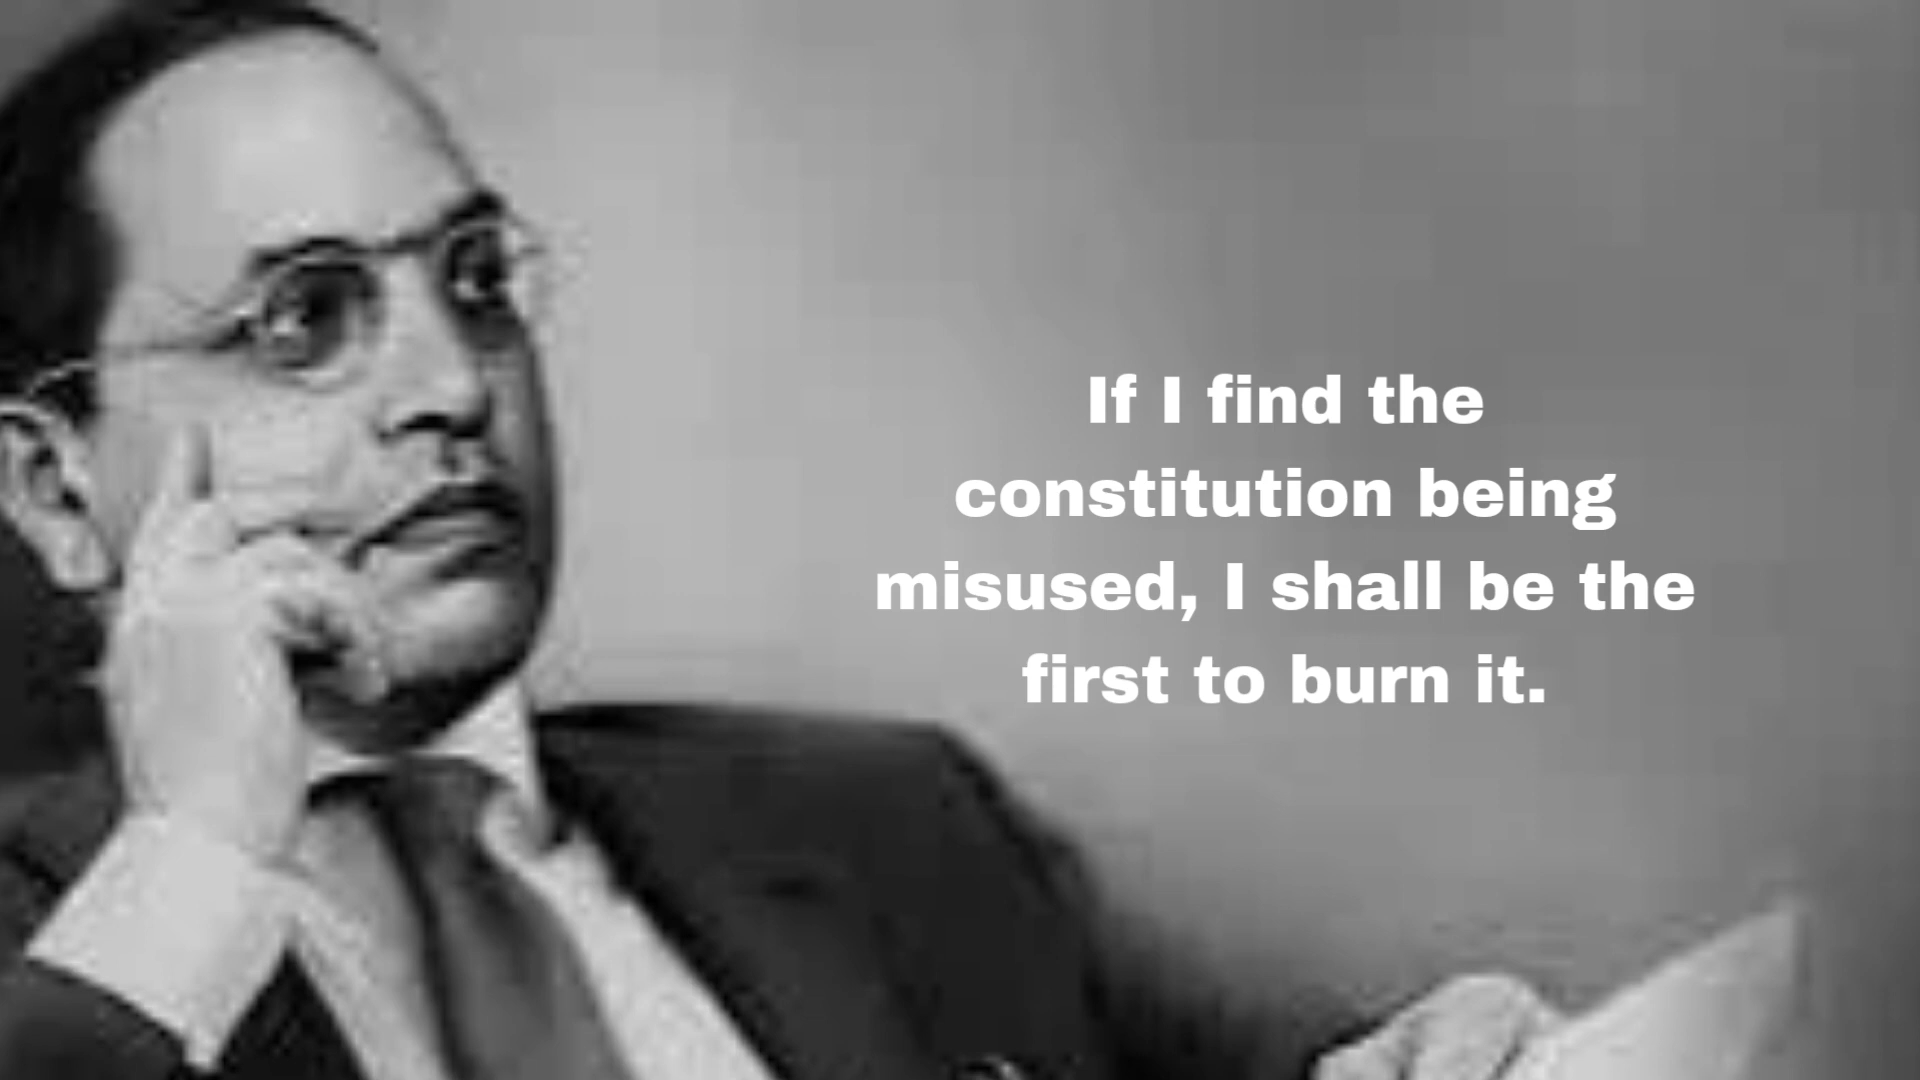 If I find the
constitution being
misused, I shall be the
first to burn it.